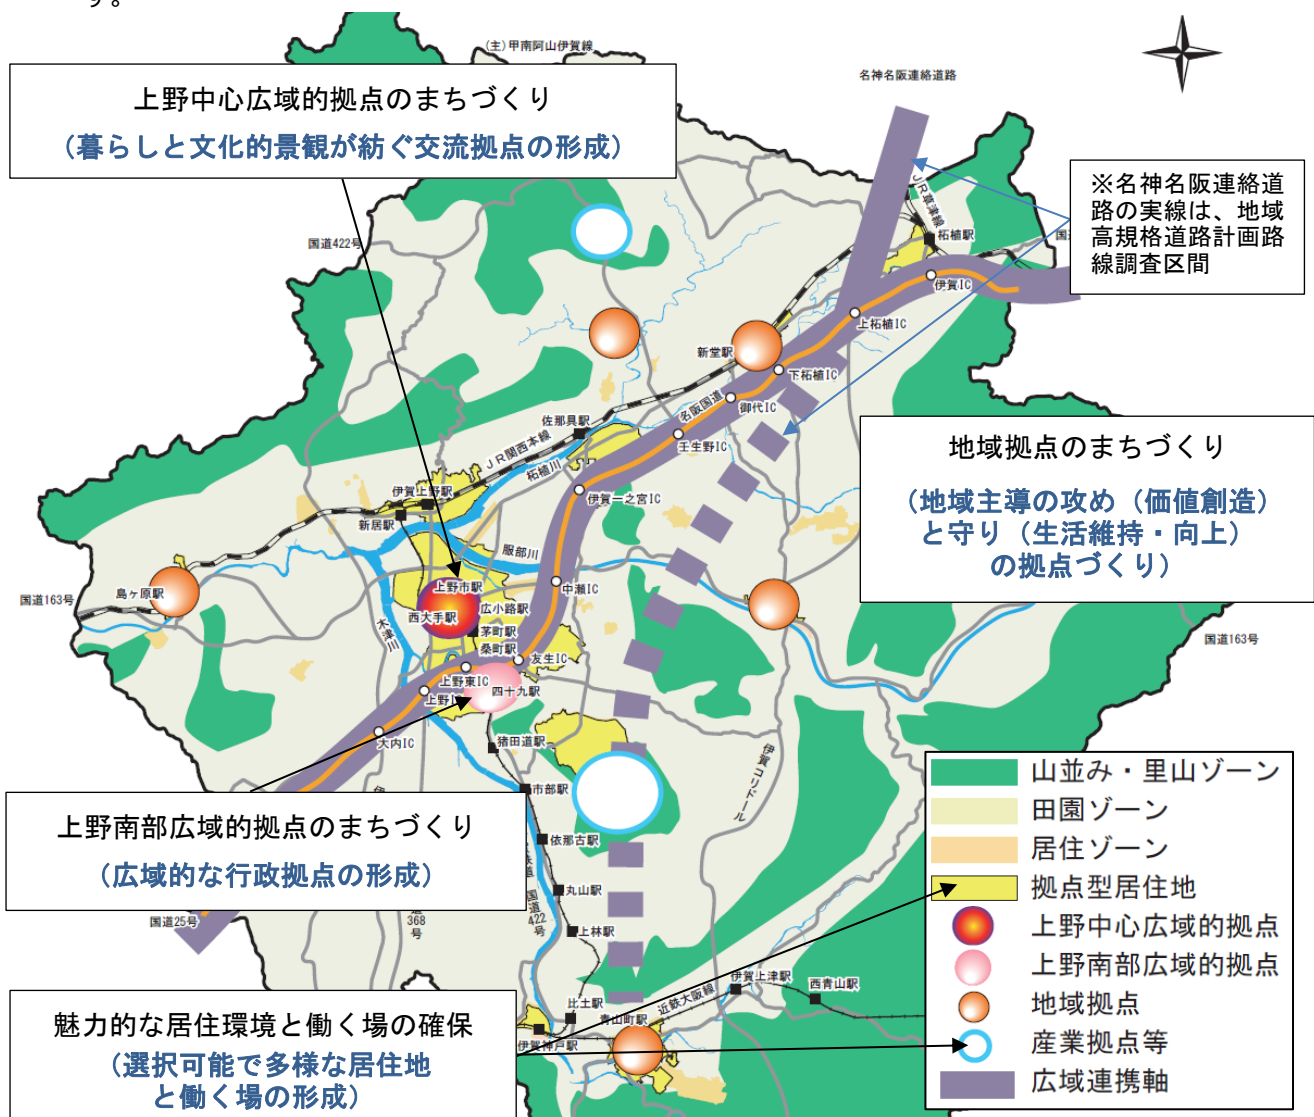 す。
(主)甲南阿山伊賀線
上野中心広域的拠点のまちづくり
（暮らしと文化的景観が紡ぐ交流拠点の形成）
名神名阪連絡道路
※名神名阪連絡道
路の実線は、地域
高規格道路計画路
線調査区間
国道422号
JR草津線
柘植駅
伊賀IC
上柘植IC
新堂駅
下柘植IC
御代IC
名阪国道
壬生野IC
佐那具駅
JR関西本線
柘植川
伊賀上野駅
新居駅
伊賀一之宮IC
地域拠点のまちづくり
（地域主導の攻め（価値創造）
と守り（生活維持・向上）
の拠点づくり）
服部川
中瀬IC
島ヶ原駅
国道163号
上野市駅
西大手駅
広小路駅
茅町駅
桑町駅
木津川
友生IC
上野東IC
四十九駅
上野I
国道163号
大内IC
猪田道駅
伊賀コリドール
市部駅
上野南部広域的拠点のまちづくり
（広域的な行政拠点の形成）
依那古駅
丸山駅
国道422号
368号
国道25号
上林駅
比土駅
伊賀上津駅
西青山駅
近鉄大阪線
青山町駅
伊賀神戸駅
魅力的な居住環境と働く場の確保
（選択可能で多様な居住地
と働く場の形成）
山並み・里山ゾーン
田園ゾーン
居住ゾーン
拠点型居住地
上野中心広域的拠点
上野南部広域的拠点
地域拠点
産業拠点等
広域連携軸